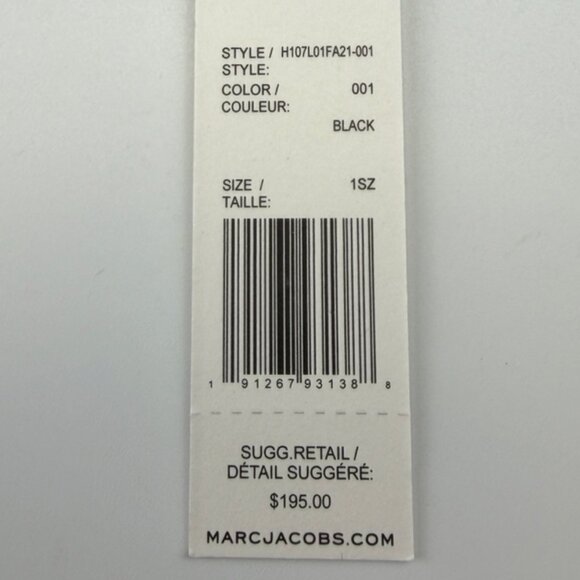 STYLE / H107L01FA21-001
STYLE:
COLOR / 001
COULEUR:
BLACK
SIZE / 1SZ
TAILLE:
1 91267 93138 8
SUGG.RETAIL /
DÉTAIL SUGGÉRÉ:
$195.00
MARCJACOBS.COM